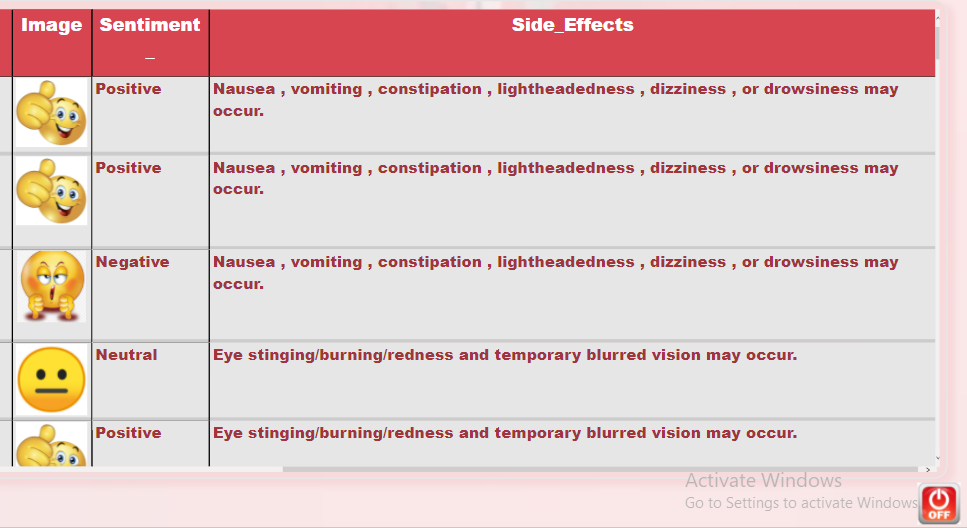 Image Sentiment Side_Effects
_
Positive Nausea , vomiting , constipation , lightheadedness , dizziness , or drowsiness may
occur.
Positive Nausea , vomiting , constipation , lightheadedness , dizziness , or drowsiness may
occur.
Negative Nausea , vomiting , constipation , lightheadedness , dizziness , or drowsiness may
occur.
Neutral Eye stinging/burning/redness and temporary blurred vision may occur.
Positive Eye stinging/burning/redness and temporary blurred vision may occur.
Activate Windows
Go to Settings to activate Windows
OFF